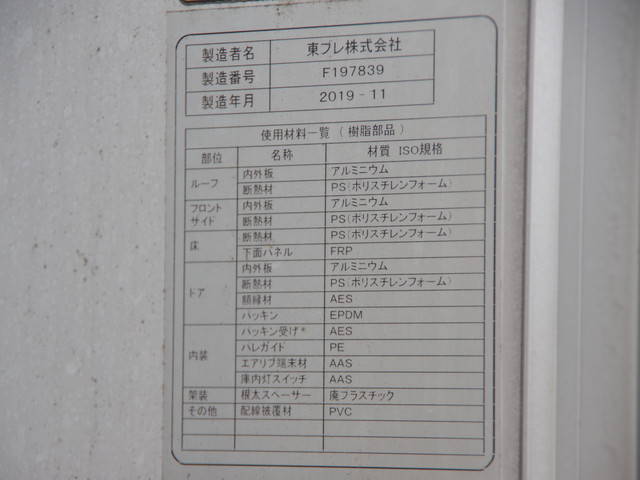 製造者名 東プレ株式会社
製造番号 F197839
製造年月 2019-11
使用材料一覧 (樹脂部品)
部位 名称 材質 ISO規格
ルーフ 内外板 アルミニウム
断熱材 PS(ポリスチレンフォーム)
フロント サイド 内外板 アルミニウム
断熱材 PS(ポリスチレンフォーム)
床 断熱材 PS(ポリスチレンフォーム)
下面パネル FRP
ドア 内外板 アルミニウム
断熱材 PS(ポリスチレンフォーム)
額縁材 AES
パッキン EPDM
内装 パッキン受け* AES
パレガイド PE
エアリブ端末材 AAS
庫内灯スイッチ AAS
架装 根太スペーサー 廃プラスチック
その他 配線被覆材 PVC